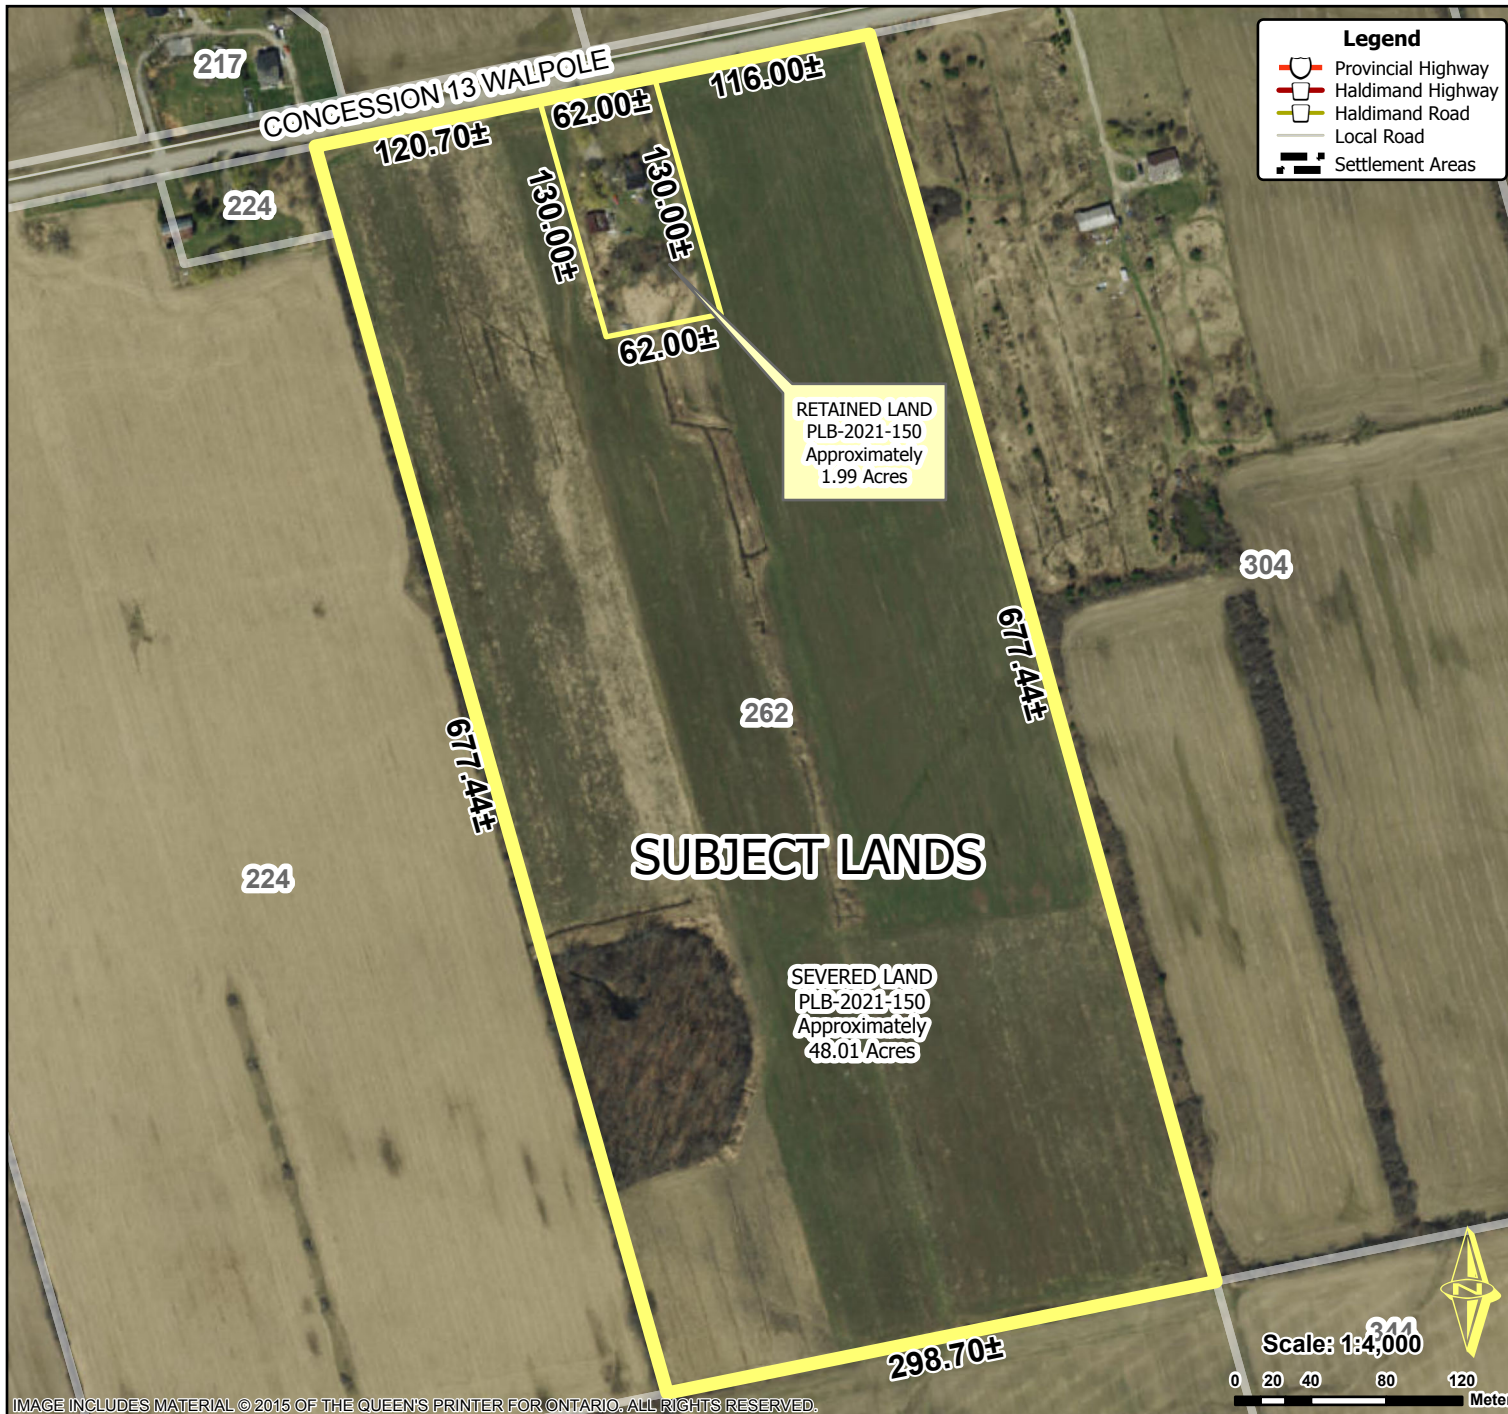 Legend
Provincial Highway
Haldimand Highway
Haldimand Road
Local Road
Settlement Areas
217
CONCESSION 13 WALPOLE
120.70±
62.00±
116.00±
224
130.00±
130.00±
62.00±
RETAINED LAND
PLB-2021-150
Approximately
1.99 Acres
304
677.44±
262
677.44±
SUBJECT LANDS
224
SEVERED LAND
PLB-2021-150
Approximately
48.01 Acres
N
344
Scale: 1:4,000
298.70±
0 20 40 80 120
Mete
IMAGE INCLUDES MATERIAL © 2015 OF THE QUEEN'S PRINTER FOR ONTARIO. ALL RIGHTS RESERVED.